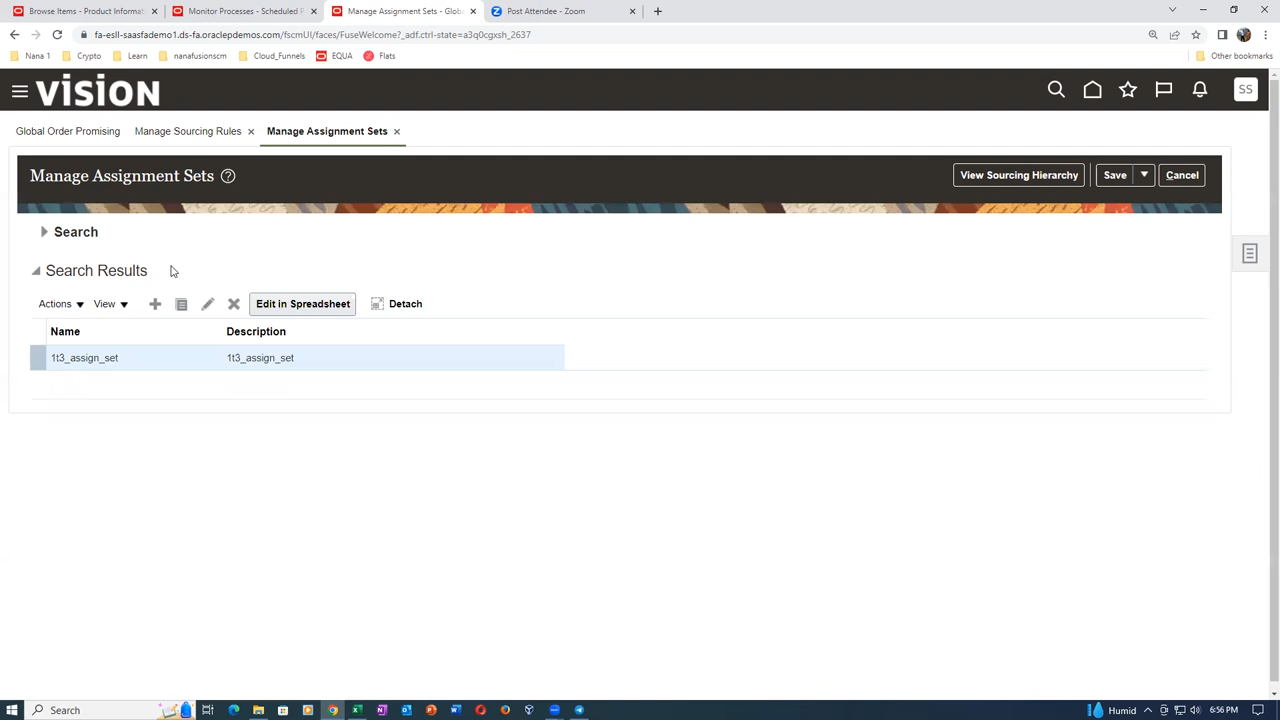 Browse Items - Product Informat
Monitor Processes - Scheduled P
Manage Assignment Sets - Globa
Post Attendee - Zoom
fa-esll-saasfademo1.ds-fa.oraclepdemos.com/fscmUI/faces/FuseWelcome?_adf.ctrl-state=a3q0cgxsh_2637
Nana 1
Crypto
Learn
nanafusionscm
Cloud_Funnels
EQUA
Flats
Other bookmarks
VISION
SS
Global Order Promising
Manage Sourcing Rules
Manage Assignment Sets
Manage Assignment Sets
View Sourcing Hierarchy
Save
Cancel
Search
Search Results
Actions
View
Edit in Spreadsheet
Detach
Name
Description
1t3_assign_set
1t3_assign_set
Search
Humid
6:56 PM